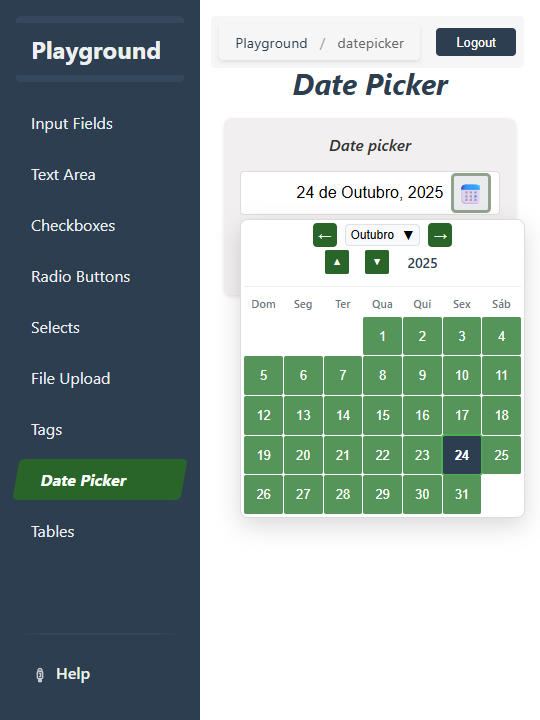 Playground
Input Fields
Text Area
Checkboxes
Radio Buttons
Selects
File Upload
Tags
Date Picker
Tables
Help
Playground / datepicker
Logout
Date Picker
Date picker
24 de Outubro, 2025
← Outubro ▼ →
▲ ▼ 2025
Dom Seg Ter Qua Qui Sex Sáb
1 2 3 4
5 6 7 8 9 10 11
12 13 14 15 16 17 18
19 20 21 22 23 24 25
26 27 28 29 30 31